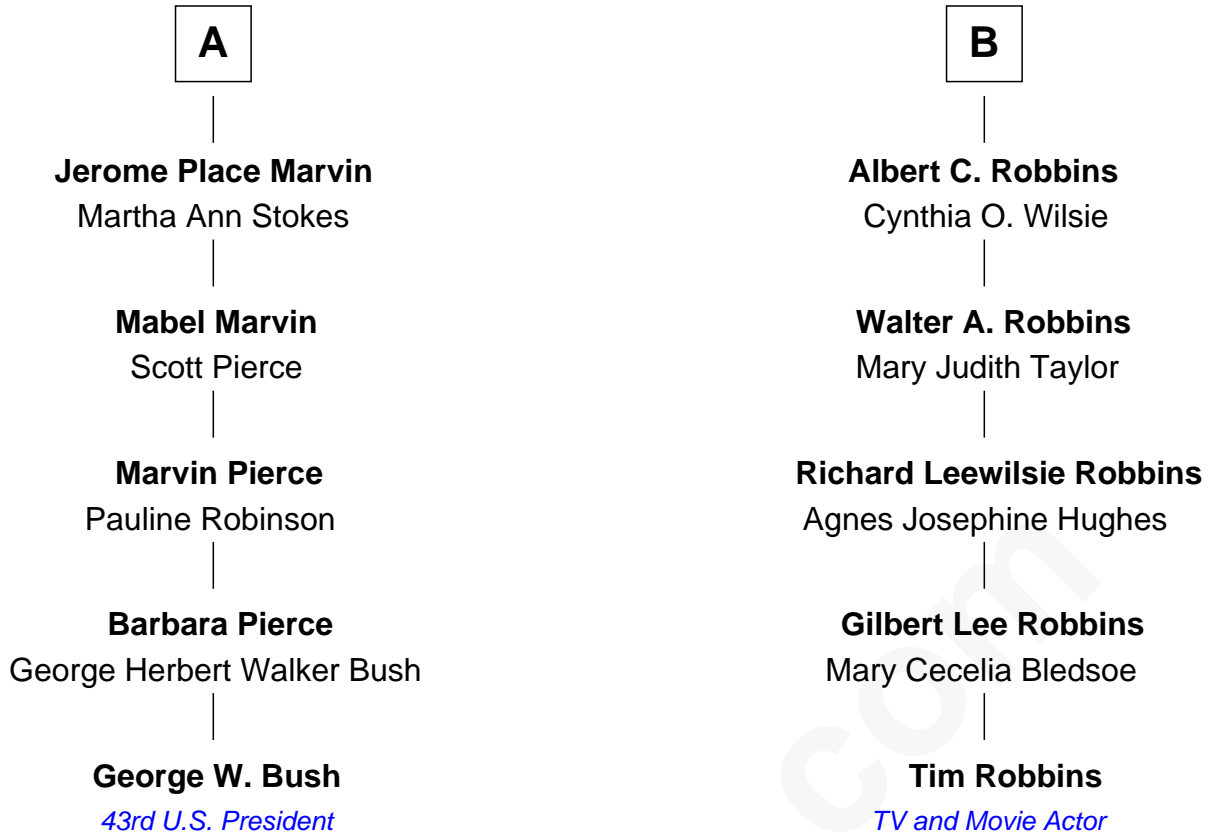 A
Jerome Place Marvin
Martha Ann Stokes
Mabel Marvin
Scott Pierce
Marvin Pierce
Pauline Robinson
Barbara Pierce
George Herbert Walker Bush
George W. Bush
43rd U.S. President
B
Albert C. Robbins
Cynthia O. Wilsie
Walter A. Robbins
Mary Judith Taylor
Richard Leewilsie Robbins
Agnes Josephine Hughes
Gilbert Lee Robbins
Mary Cecelia Bledsoe
Tim Robbins
TV and Movie Actor
com